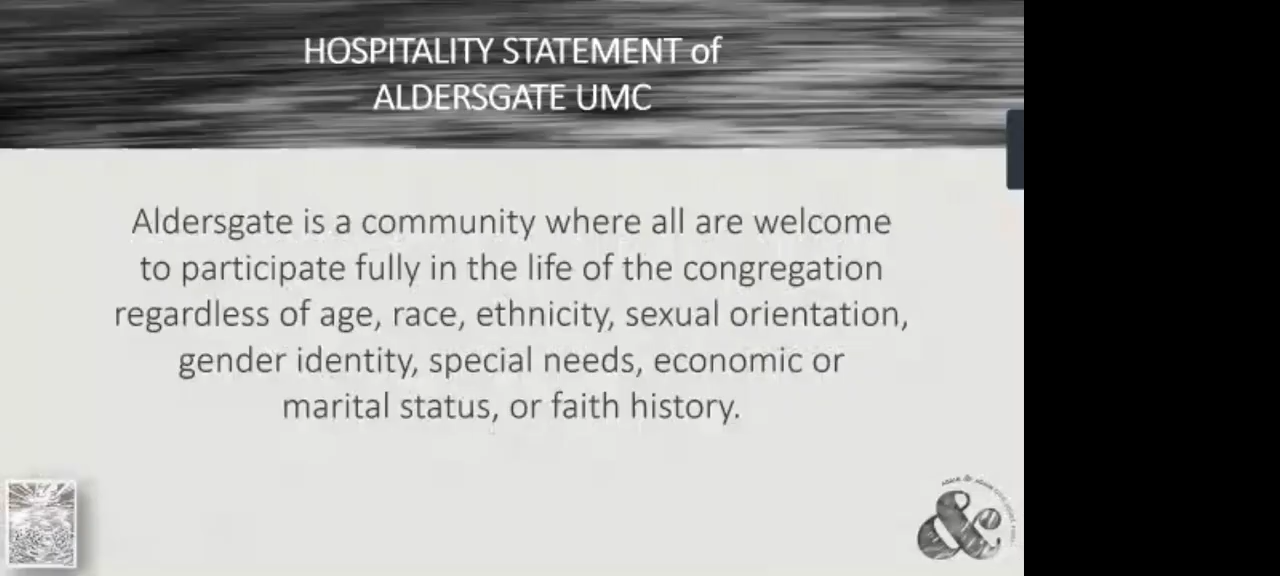 HOSPITALITY STATEMENT of
ALDERSGATE UMC
Aldersgate is a community where all are welcome
to participate fully in the life of the congregation
regardless of age, race, ethnicity, sexual orientation,
gender identity, special needs, economic or
marital status, or faith history.
&